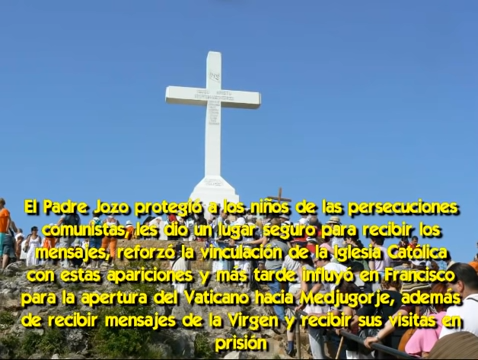 El Padre Jozo protegió a los niños de las persecuciones
comunistas, les dio un lugar seguro para recibir los
mensajes, reforzó la vinculación de la Iglesia Católica
con estas apariciones y más tarde influyó en Francisco
para la apertura del Vaticano hacia Medjugorje, además
de recibir mensajes de la Virgen y recibir sus visitas en
prisión